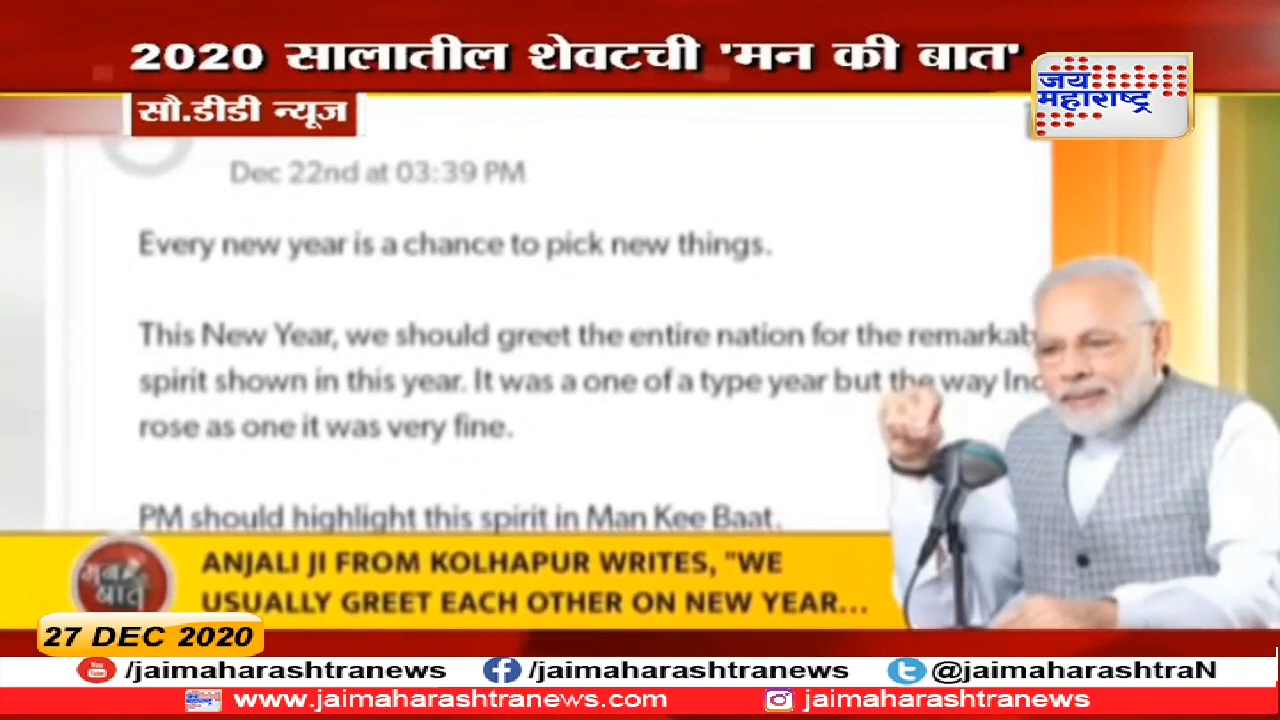 2020 सालातील शेवटची 'मन की बात'
जय
महाराष्ट्र
सौ.डीडी न्यूज
Dec 22nd at 03:39 PM
Every new year is a chance to pick new things.
This New Year, we should greet the entire nation for the
spirit shown in this year. It was a one of a type year but the way
rose as one it was very fine.
PM should highlight this spirit in Man Kee Baat.
मन की
बात
ANJALI JI FROM KOLHAPUR WRITES, "WE
USUALLY GREET EACH OTHER ON NEW YEAR...
27 DEC 2020
You Tube /jaimaharashtranews /jaimaharashtranews @jaimaharashtraN
www.jaimaharashtranews.com jaimaharashtranews